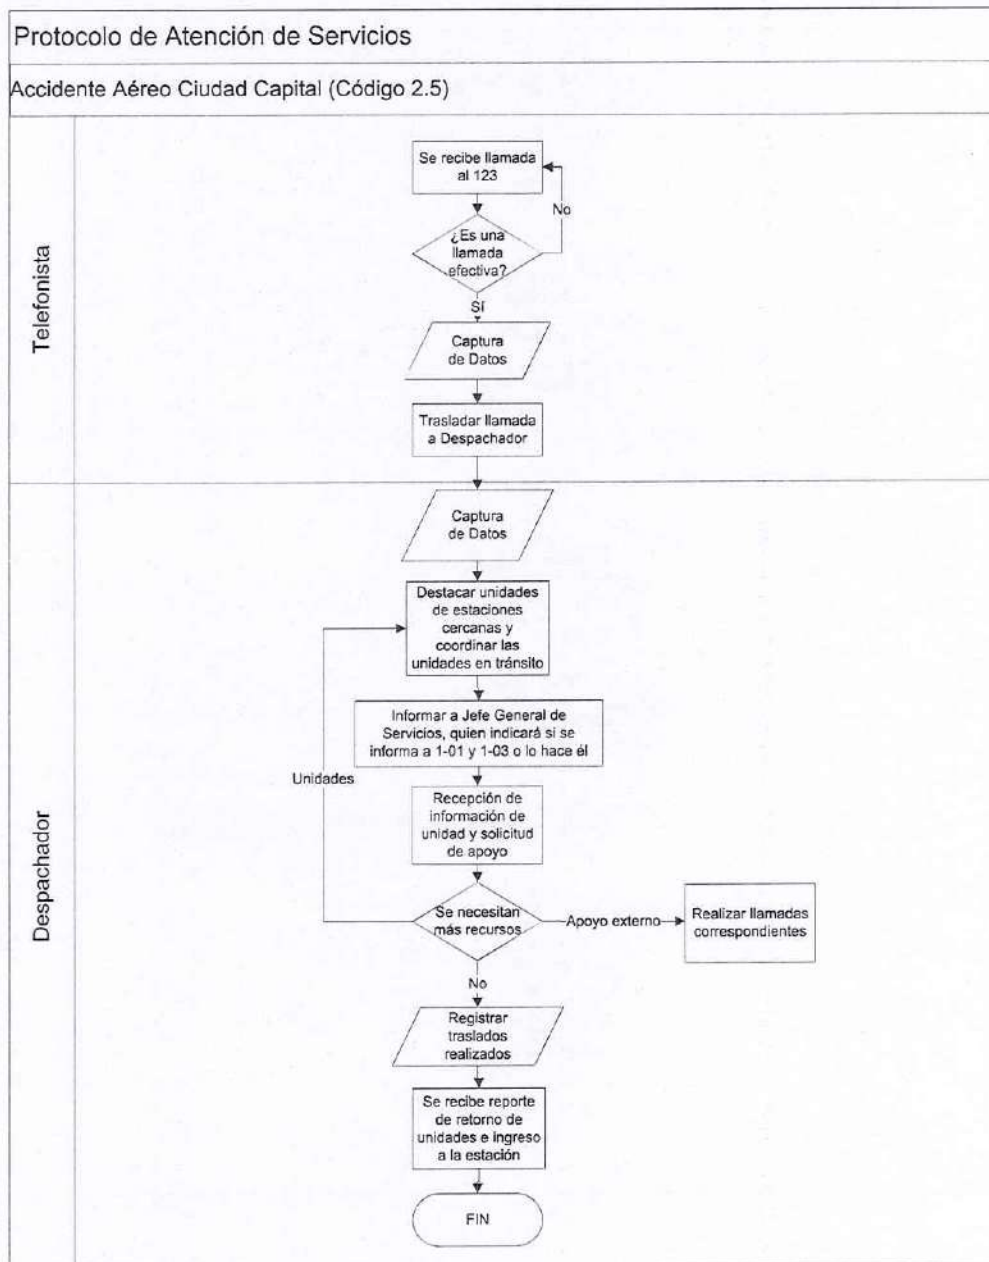 Protocolo de Atención de Servicios
Accidente Aéreo Ciudad Capital (Código 2.5)
Telefonista
Se recibe llamada
al 123
No
¿Es una
llamada
efectiva?
Sí
Captura
de Datos
Trasladar llamada
a Despachador
Despachador
Captura
de Datos
Destacar unidades
de estaciones
cercanas y
coordinar las
unidades en tránsito
Informar a Jefe General de
Servicios, quien indicará si se
informa a 1-01 y 1-03 o lo hace él
Unidades
Recepción de
información de
unidad y solicitud
de apoyo
Se necesitan
más recursos
Apoyo externo
Realizar llamadas
correspondientes
No
Registrar
traslados
realizados
Se recibe reporte
de retorno de
unidades e ingreso
a la estación
FIN